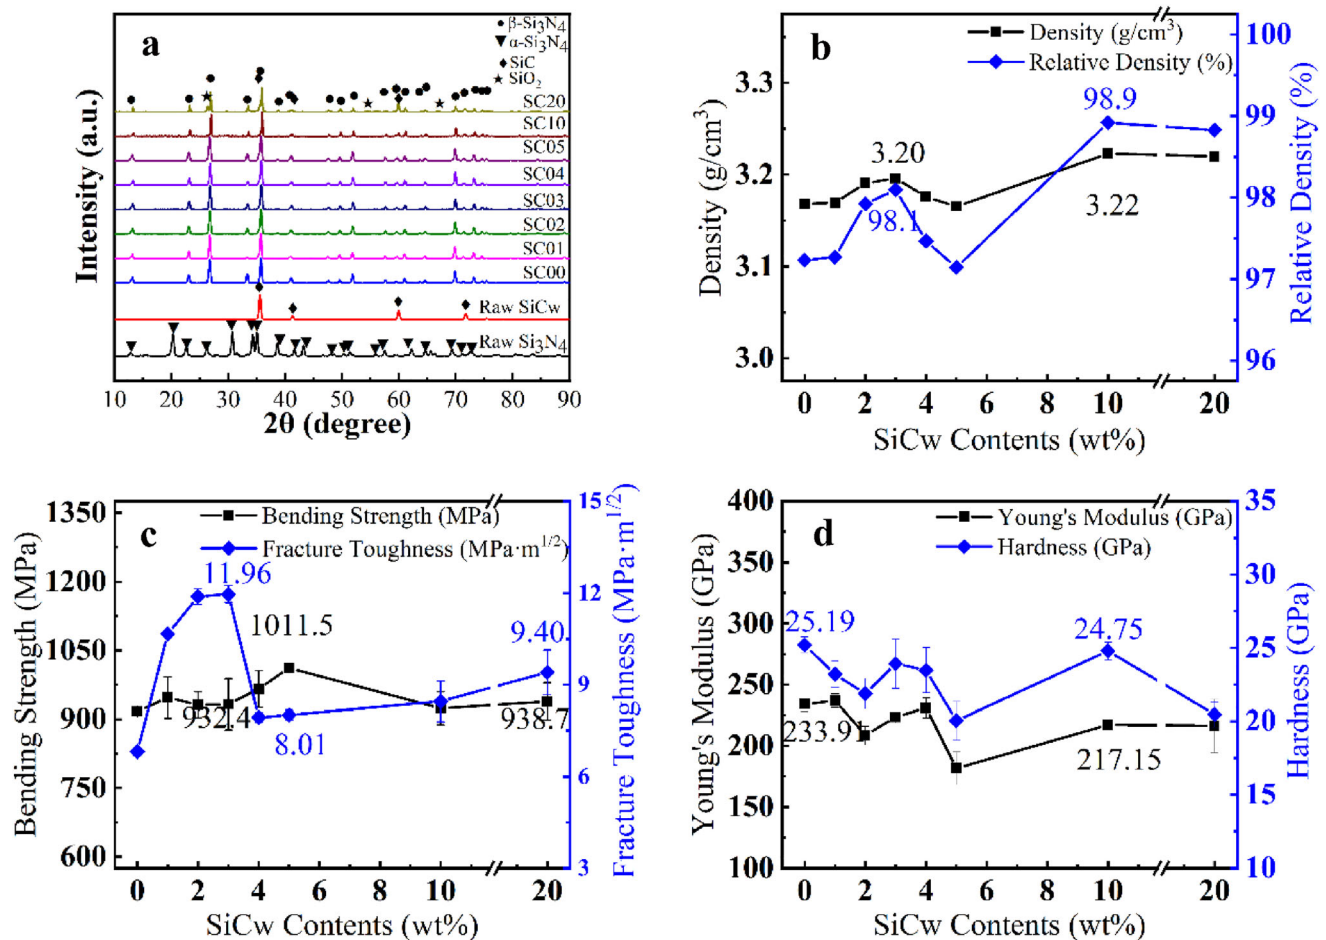 a
β-Si₃N₄
α-Si₃N₄
SiC
SiO₂
SC20
SC10
SC05
SC04
SC03
SC02
SC01
SC00
Raw SiCw
Raw Si₃N₄
Intensity (a.u.)
10 20 30 40 50 60 70 80 90
2θ (degree)
b
Density (g/cm³)
Relative Density (%)
3.3
3.2
3.1
3.0
Density (g/cm³)
3.20
98.1
98.9
3.22
100
99
98
97
96
Relative Density (%)
0 2 4 6 8 10 20
SiCw Contents (wt%)
c
Bending Strength (MPa)
Fracture Toughness (MPa·m¹/²)
1350
1200
1050
900
750
600
Bending Strength (MPa)
11.96
1011.5
932.4
8.01
9.40
938.7
15
12
9
6
3
Fracture Toughness (MPa·m¹/²)
0 2 4 6 8 10 20
SiCw Contents (wt%)
d
Young's Modulus (GPa)
Hardness (GPa)
400
350
300
250
200
150
100
Young's Modulus (GPa)
25.19
24.75
233.91
217.15
35
30
25
20
15
10
Hardness (GPa)
0 2 4 6 8 10 20
SiCw Contents (wt%)